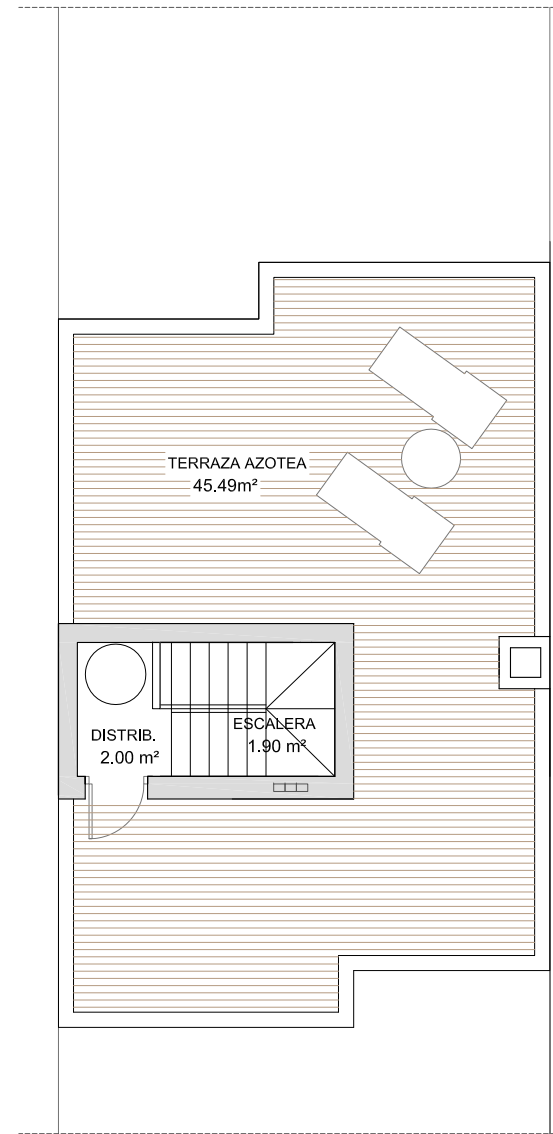 TERRAZA AZOTEA
45.49m²
DISTRIB.
2.00 m²
ESCALERA
1.90 m²